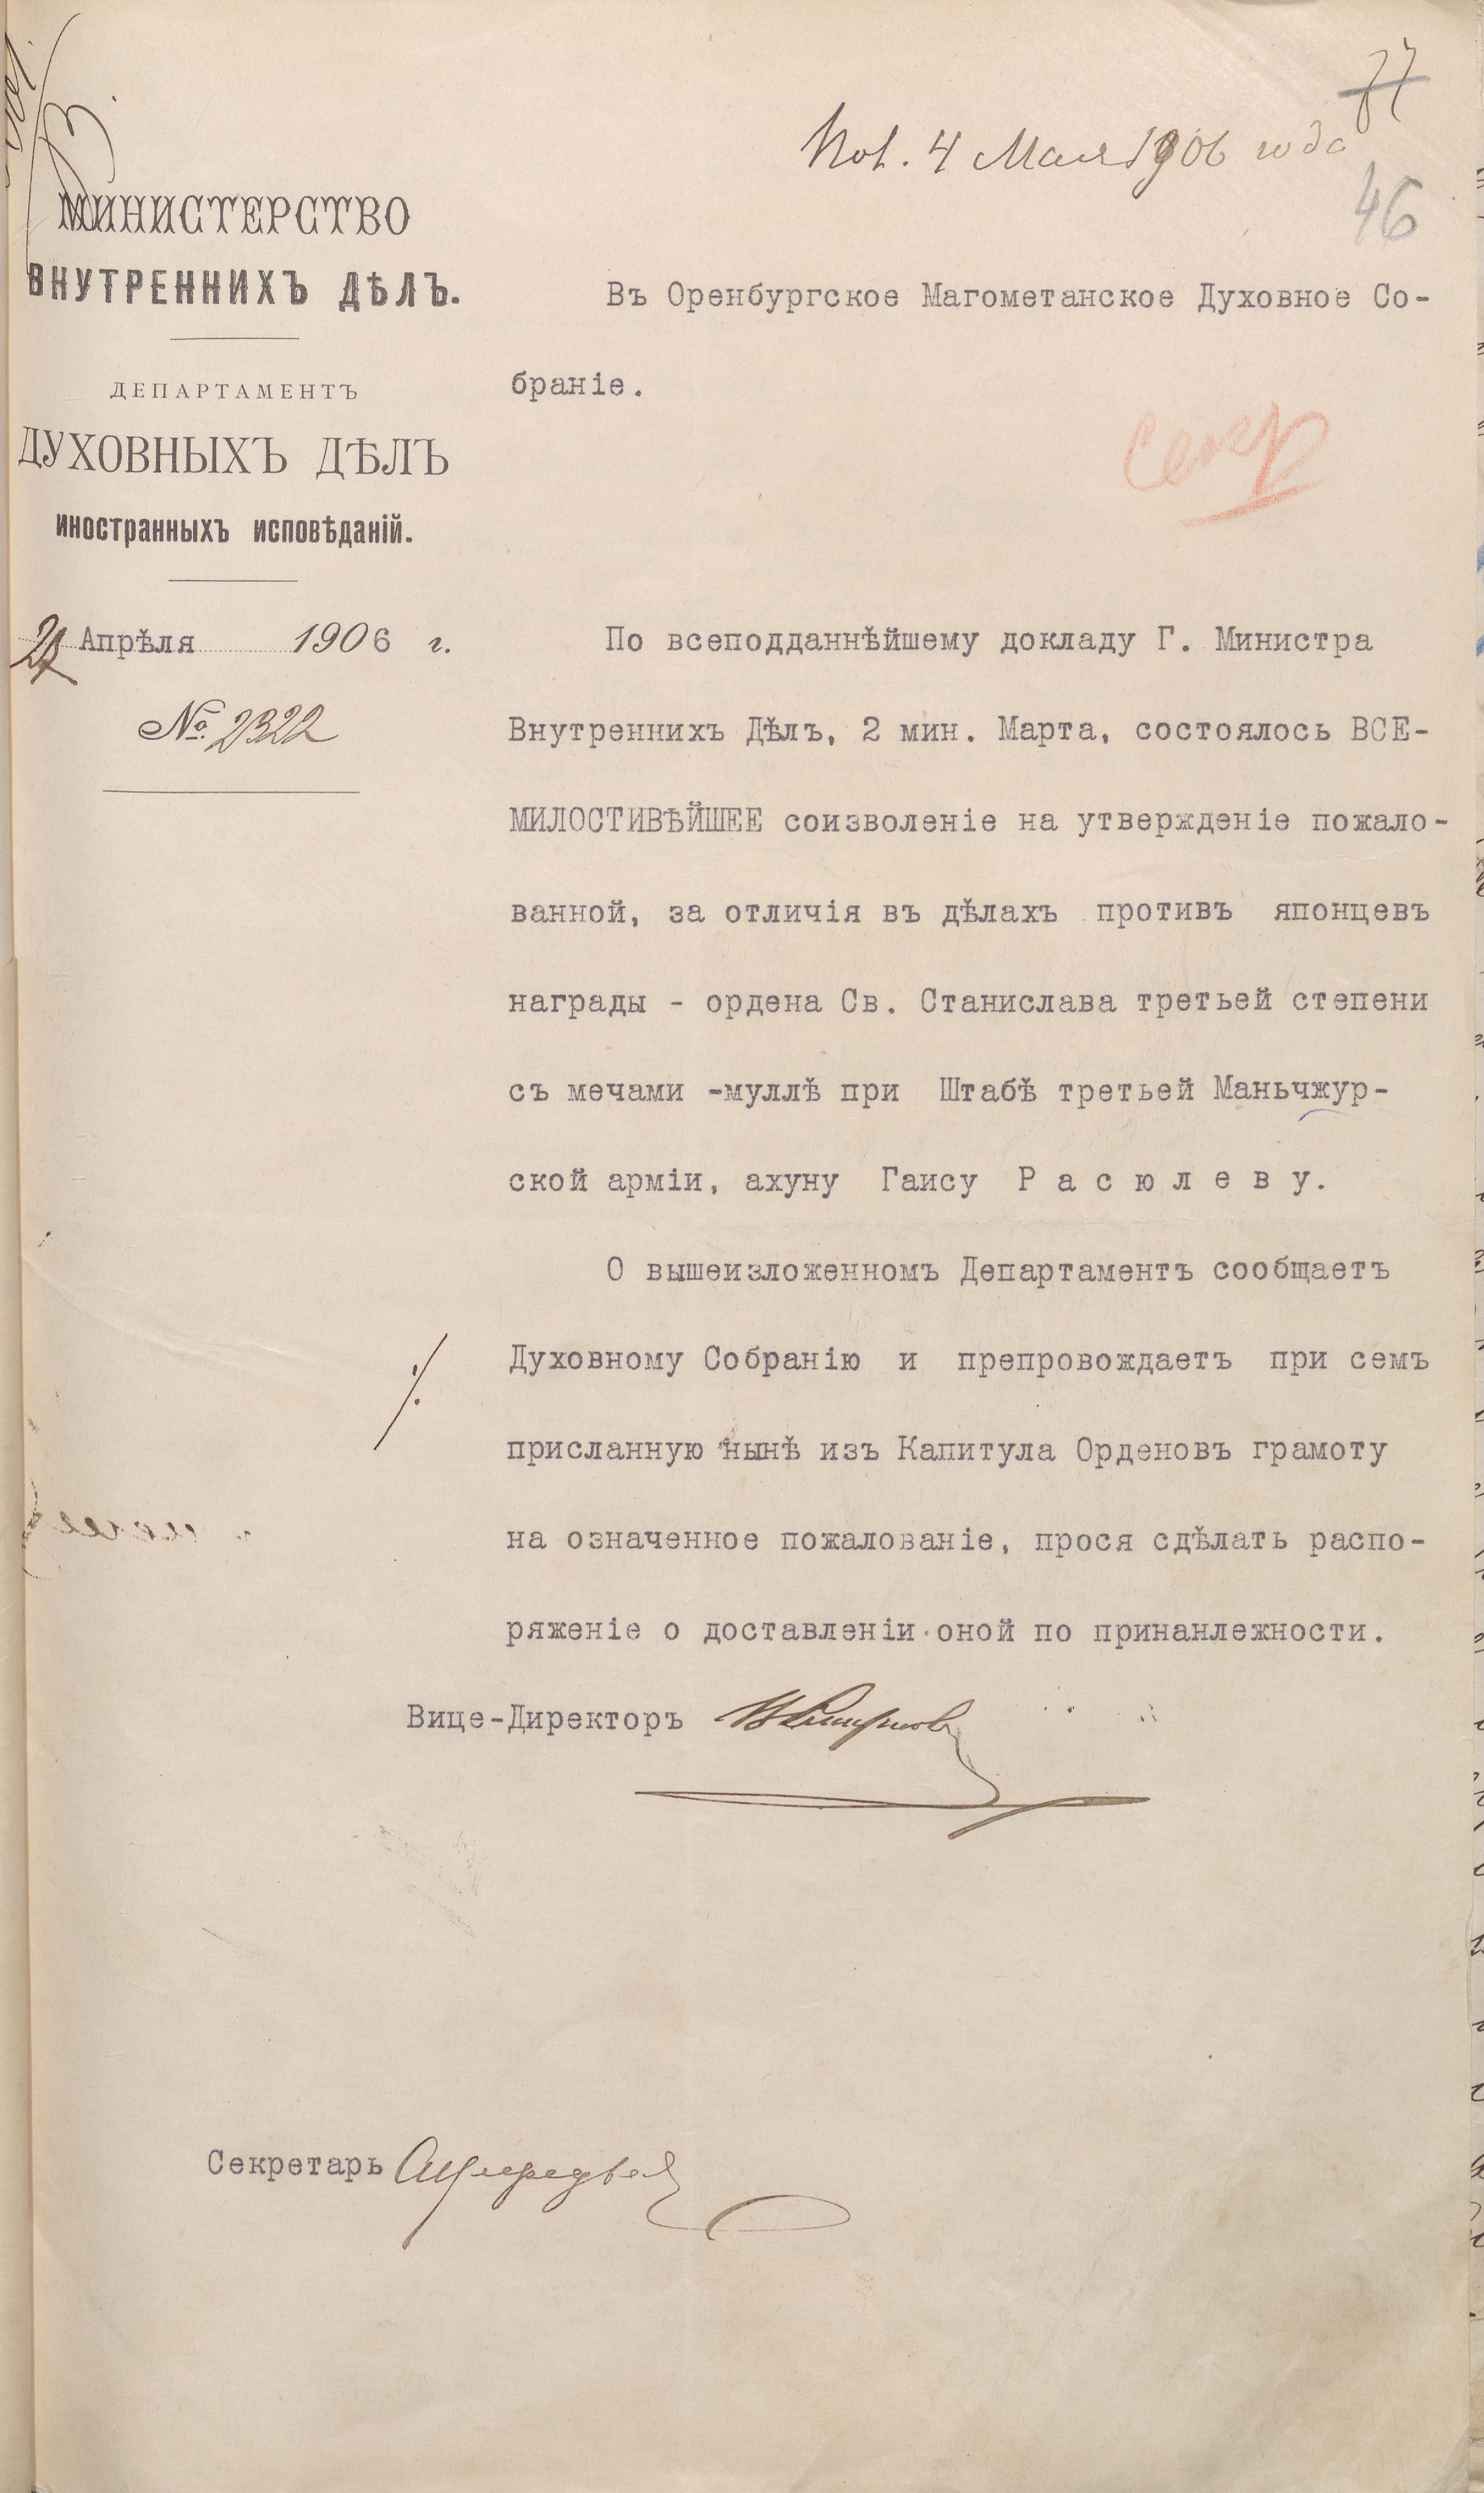 77
Пол. 4 Мая 1906 года
46
МИНИСТЕРСТВО
ВНУТРЕННИХЪ ДѢЛЪ.
ДЕПАРТАМЕНТЪ
ДУХОВНЫХЪ ДѢЛЪ
ИНОСТРАННЫХЪ ИСПОВѢДАНІЙ.
Апрѣля 1906 г.
№ 2322
Въ Оренбургское Магометанское Духовное Со-
браніе.
секр
По всеподданнѣйшему докладу Г. Министра
Внутреннихъ Дѣлъ, 2 мин. Марта, состоялось ВСЕ-
МИЛОСТИВѢЙШЕЕ соизволеніе на утвержденіе пожало-
ванной, за отличія въ дѣлахъ противъ японцевъ
награды - ордена Св. Станислава третьей степени
съ мечами -муллѣ при Штабѣ третьей Маньчжур-
ской арміи, ахуну Гаису Р а с ю л е в у.
О вышеизложенномъ Департаментъ сообщаетъ
Духовному Собранію и препровождаетъ при семъ
присланную нынѣ изъ Капитула Орденовъ грамоту
на означенное пожалованіе, прося сдѣлать распо-
ряженіе о доставленіи оной по принанлежности.
Вице-Директоръ
Секретарь